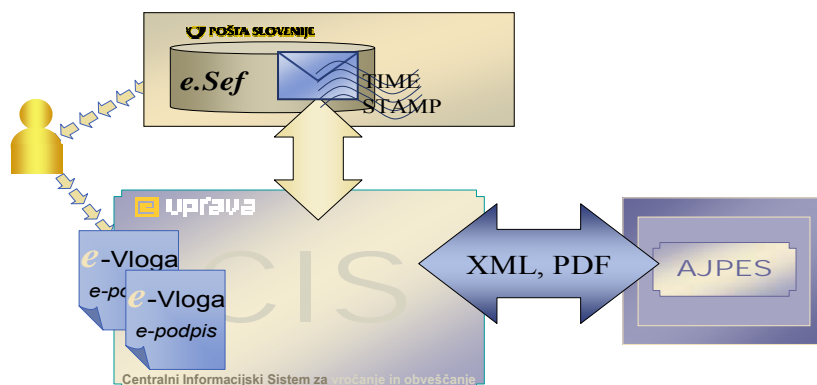 POŠTA SLOVENIJE
e.Sef
TIME
STAMP
e uprava
CIS
e-Vloga
e-po
e-Vloga
e-podpis
XML, PDF
AJPES
Centralni Informacijski Sistem za vročanje in obveščanje